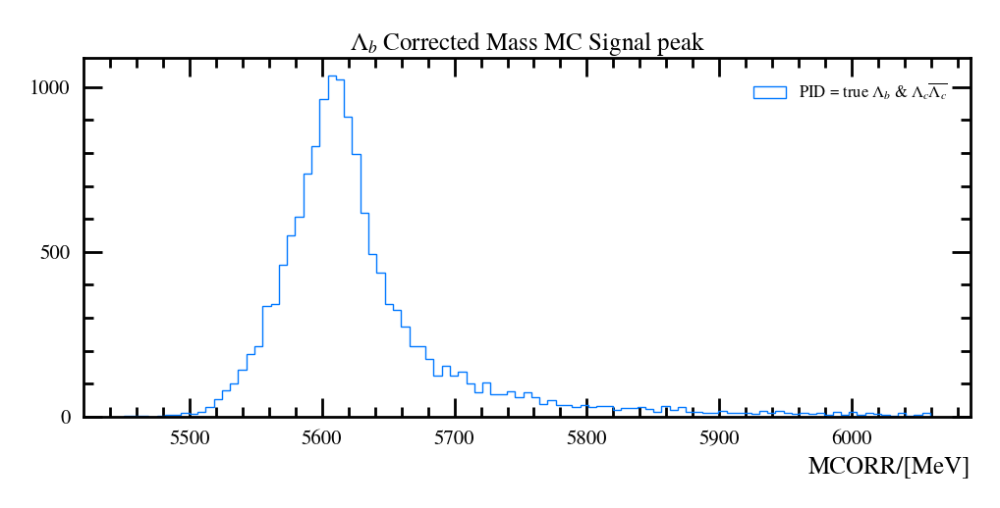 Λb Corrected Mass MC Signal peak
PID = true Λb & ΛcΛ̅c̅
1000
500
0
5500 5600 5700 5800 5900 6000
MCORR/[MeV]